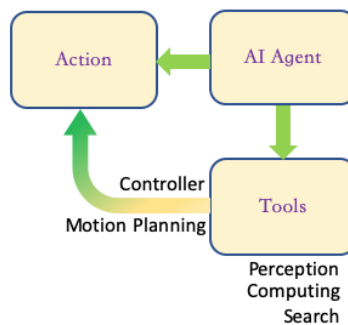 Action
AI Agent
Controller
Motion Planning
Tools
Perception
Computing
Search